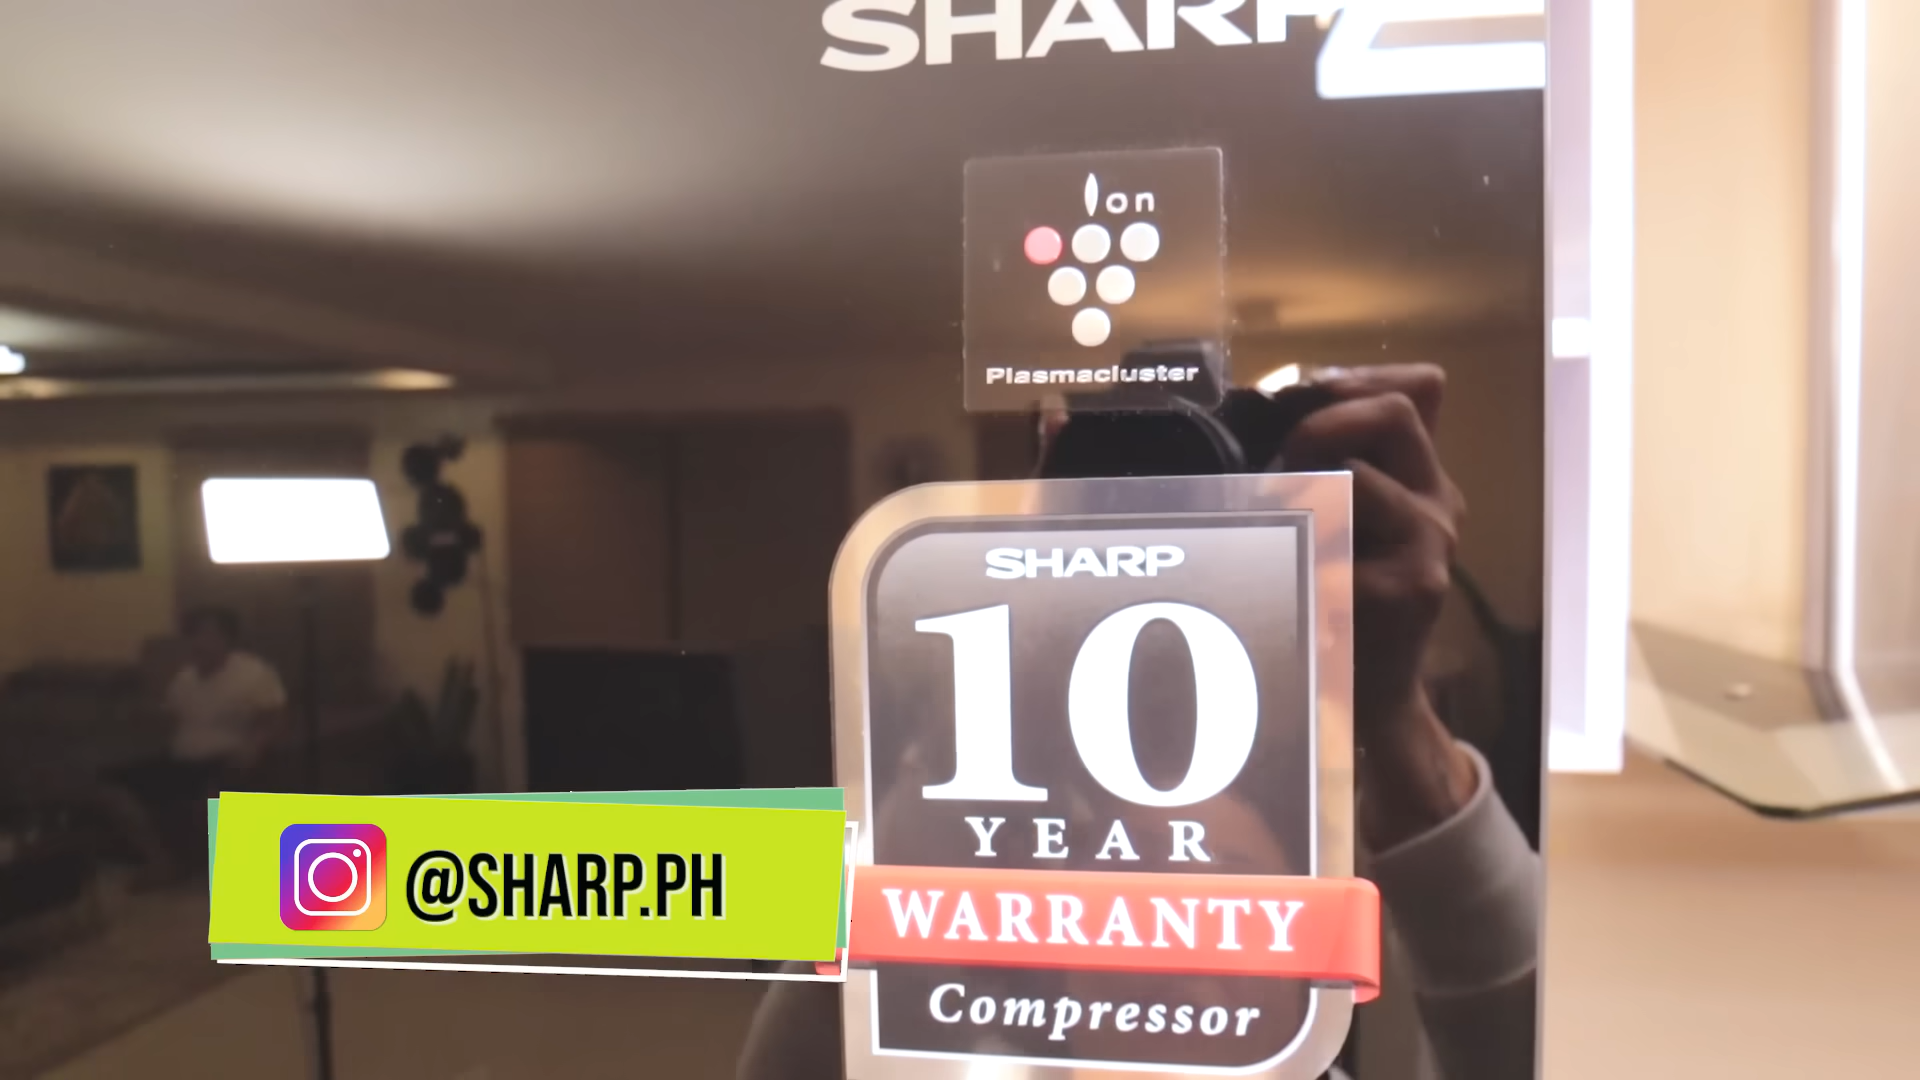 SHARP
Ion
Plasmacluster
SHARP
10
YEAR
WARRANTY
Compressor
@SHARP.PH